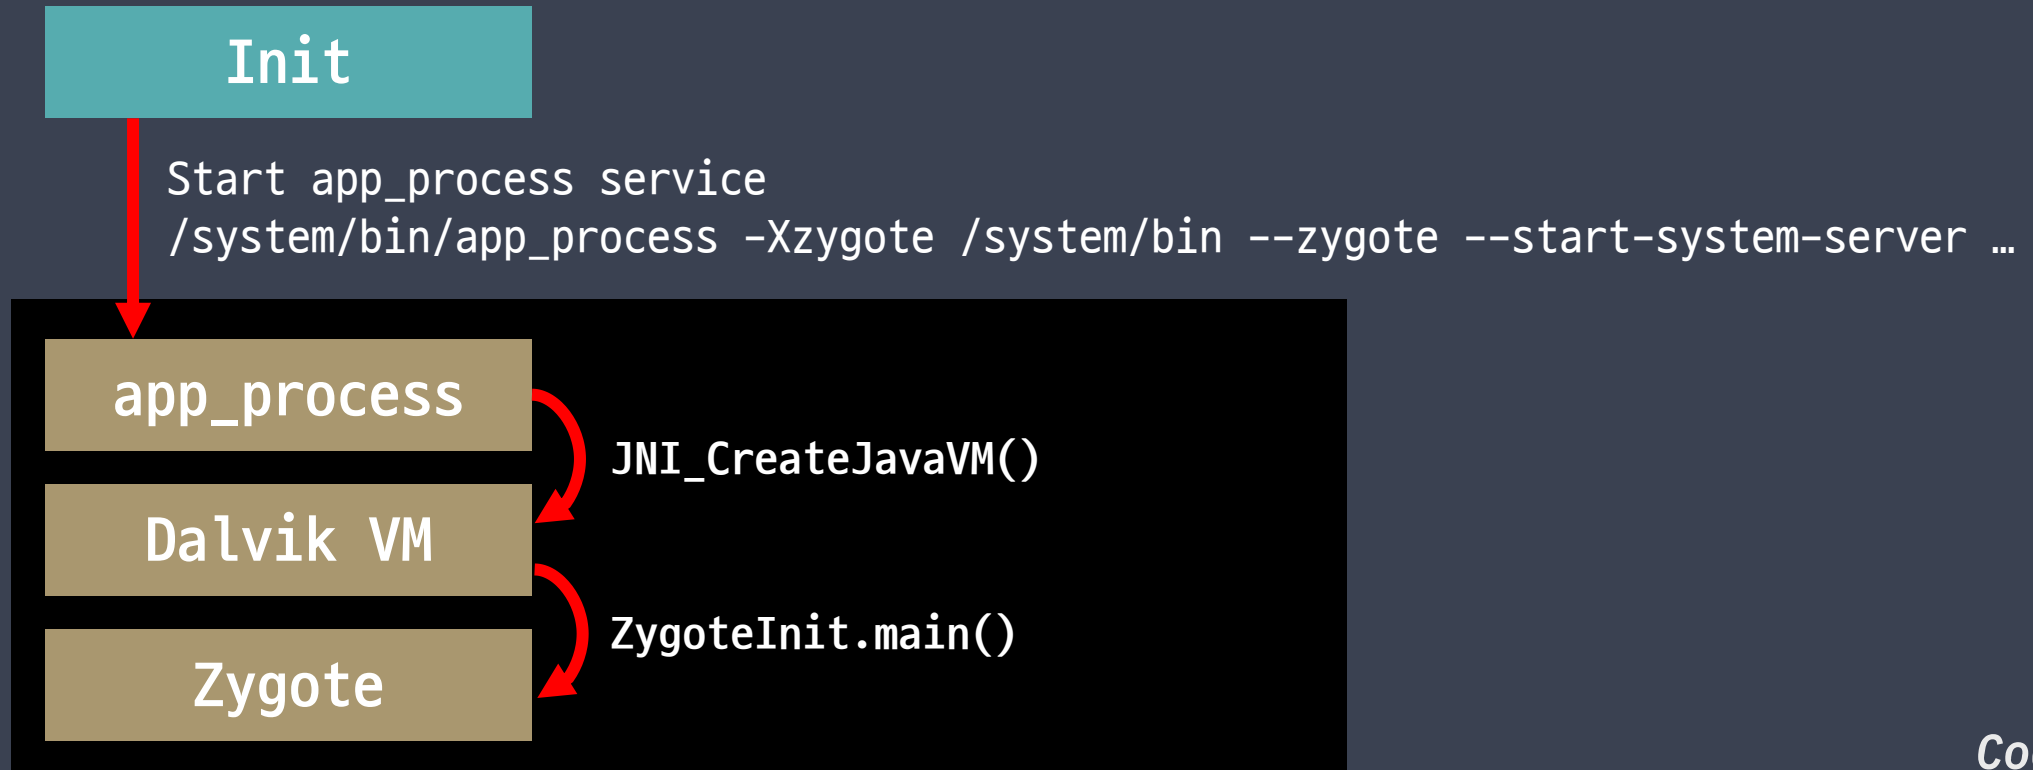 Init
Start app_process service
/system/bin/app_process -Xzygote /system/bin --zygote --start-system-server …
app_process
JNI_CreateJavaVM()
Dalvik VM
ZygoteInit.main()
Zygote